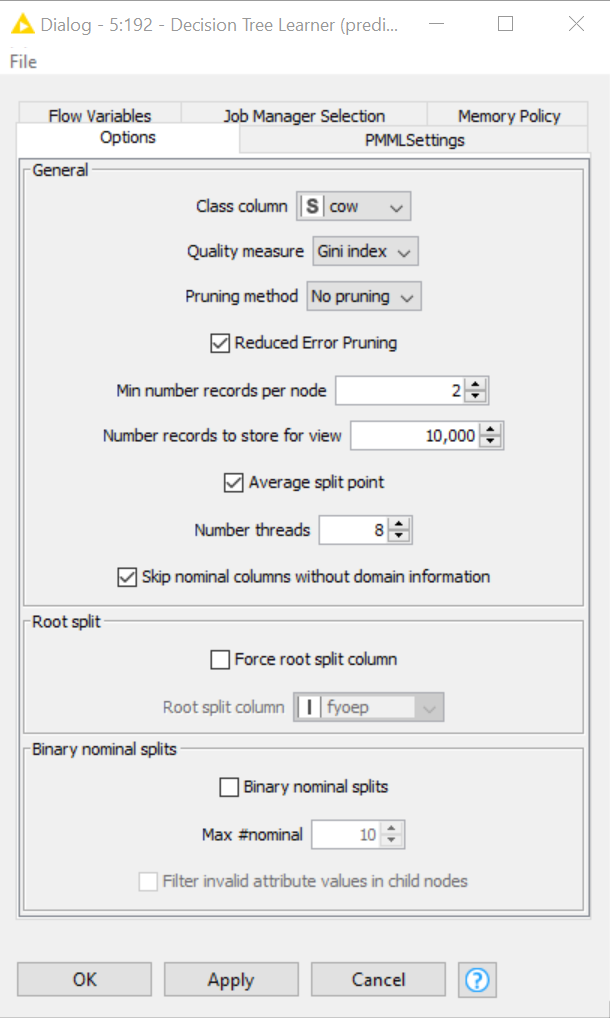 Dialog - 5:192 - Decision Tree Learner (predi...
File
Flow Variables Job Manager Selection Memory Policy
Options PMMLSettings
General
Class column S cow
Quality measure Gini index
Pruning method No pruning
Reduced Error Pruning
Min number records per node 2
Number records to store for view 10,000
Average split point
Number threads 8
Skip nominal columns without domain information
Root split
Force root split column
Root split column I fyoep
Binary nominal splits
Binary nominal splits
Max #nominal 10
Filter invalid attribute values in child nodes
OK Apply Cancel ?